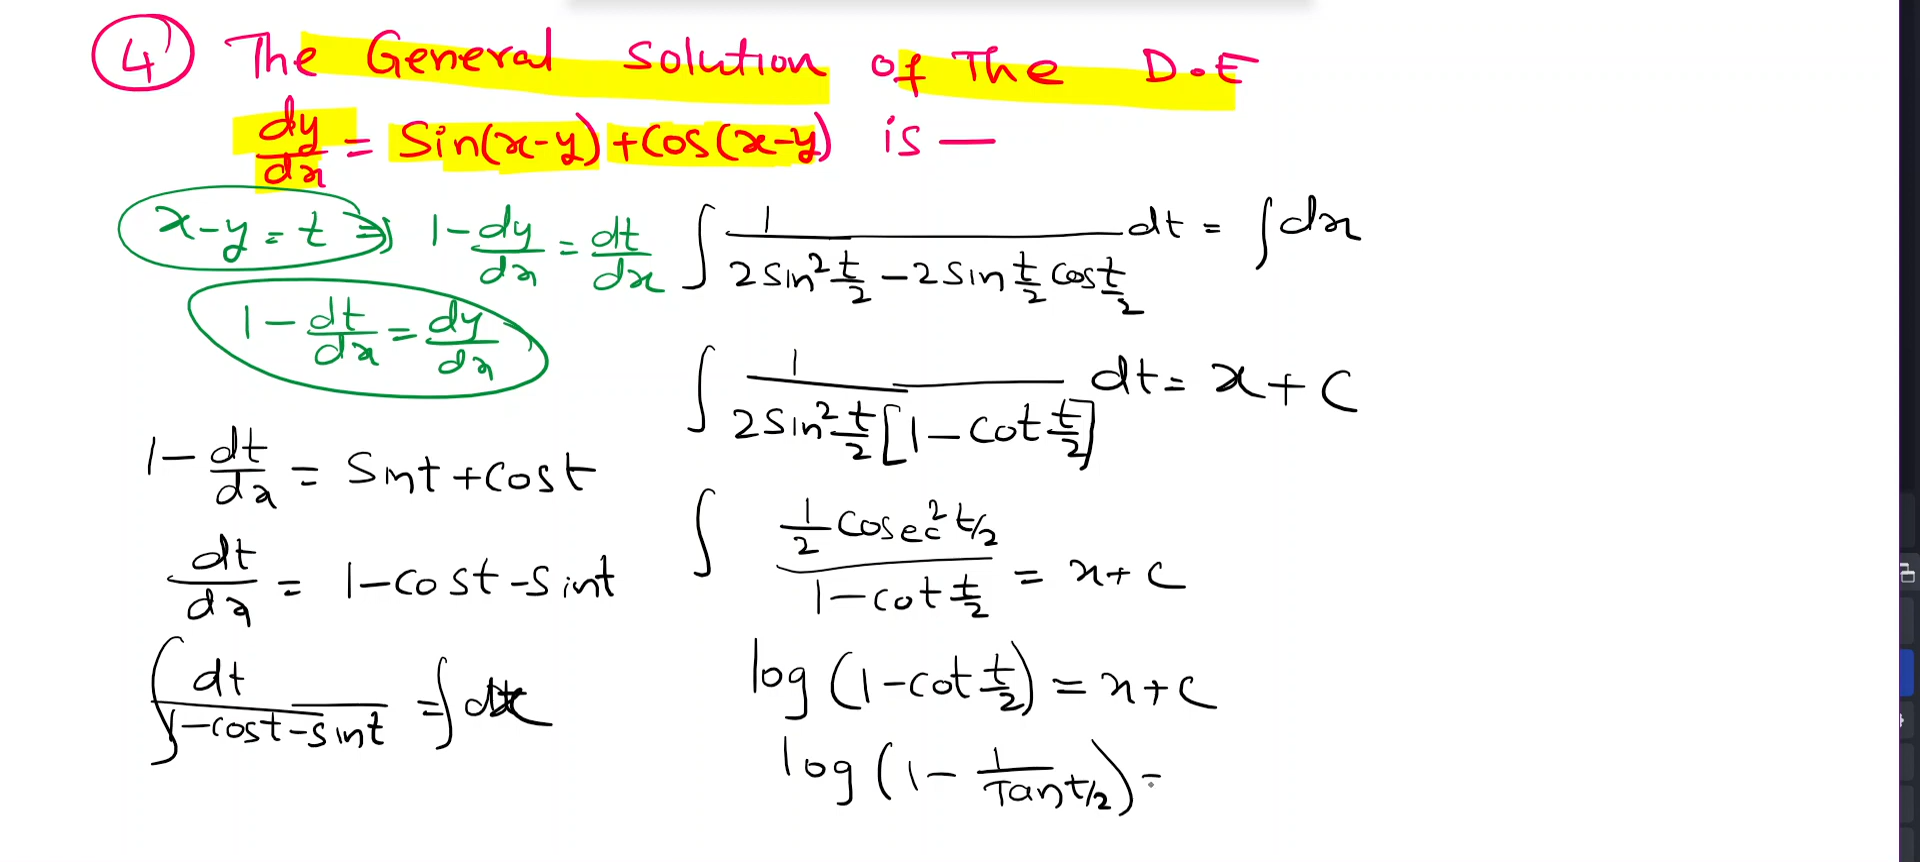 ④ The General solution of The D.E
dy/dx = Sin(x-y)+Cos(x-y) is —
x-y=t ⇒ 1-dy/dx = dt/dx
1-dt/dx = dy/dx
1-dt/dx = Sint+Cost
dt/dx = 1-cost-sint
∫ dt/(1-cost-sint) = ∫ dx
∫ 1/(2Sin² t/2 - 2Sin t/2 Cos t/2) dt = ∫dx
∫ 1/(2Sin² t/2 [1-cot t/2]) dt = x+C
∫ (1/2 Cosec² t/2)/(1-cot t/2) = x+C
log (1-cot t/2) = x+C
log (1- 1/Tan t/2) =